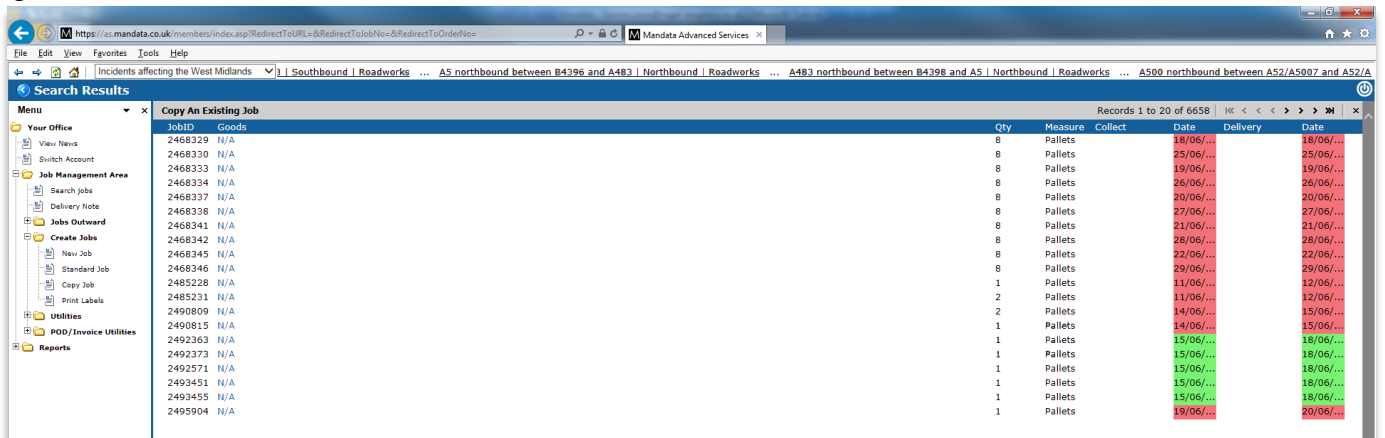 https://as.mandata.co.uk/members/index.asp?RedirectToURL=&RedirectToJobNo=&RedirectToOrderNo=
Mandata Advanced Services
File Edit View Favorites Tools Help
Incidents affecting the West Midlands | Southbound | Roadworks ... A5 northbound between B4396 and A483 | Northbound | Roadworks ... A483 northbound between B4398 and A5 | Northbound | Roadworks ... A500 northbound between A52/A5007 and A52/A
Search Results
Menu
Copy An Existing Job Records 1 to 20 of 6658
Your Office
View News
Switch Account
Job Management Area
Search jobs
Delivery Note
Jobs Outward
Create Jobs
New Job
Standard Job
Copy Job
Print Labels
Utilities
POD/Invoice Utilities
Reports
JobID Goods Qty Measure Collect Date Delivery Date
2468329 N/A 8 Pallets 18/06/... 18/06/...
2468330 N/A 8 Pallets 25/06/... 25/06/...
2468333 N/A 8 Pallets 19/06/... 19/06/...
2468334 N/A 8 Pallets 26/06/... 26/06/...
2468337 N/A 8 Pallets 20/06/... 20/06/...
2468338 N/A 8 Pallets 27/06/... 27/06/...
2468341 N/A 8 Pallets 21/06/... 21/06/...
2468342 N/A 8 Pallets 28/06/... 28/06/...
2468345 N/A 8 Pallets 22/06/... 22/06/...
2468346 N/A 8 Pallets 29/06/... 29/06/...
2485228 N/A 1 Pallets 11/06/... 12/06/...
2485231 N/A 2 Pallets 11/06/... 12/06/...
2490809 N/A 2 Pallets 14/06/... 15/06/...
2490815 N/A 1 Pallets 14/06/... 15/06/...
2492363 N/A 1 Pallets 15/06/... 18/06/...
2492373 N/A 1 Pallets 15/06/... 18/06/...
2492571 N/A 1 Pallets 15/06/... 18/06/...
2493451 N/A 1 Pallets 15/06/... 18/06/...
2493455 N/A 1 Pallets 15/06/... 18/06/...
2495904 N/A 1 Pallets 19/06/... 20/06/...